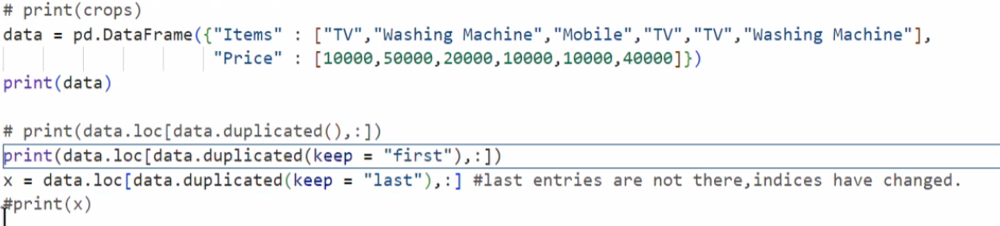 # print(crops)
data = pd.DataFrame({"Items" : ["TV","Washing Machine","Mobile","TV","TV","Washing Machine"],
"Price" : [10000,50000,20000,10000,10000,40000]})
print(data)
# print(data.loc[data.duplicated(),:])
print(data.loc[data.duplicated(keep = "first"),:])
x = data.loc[data.duplicated(keep = "last"),:] #last entries are not there,indices have changed.
#print(x)